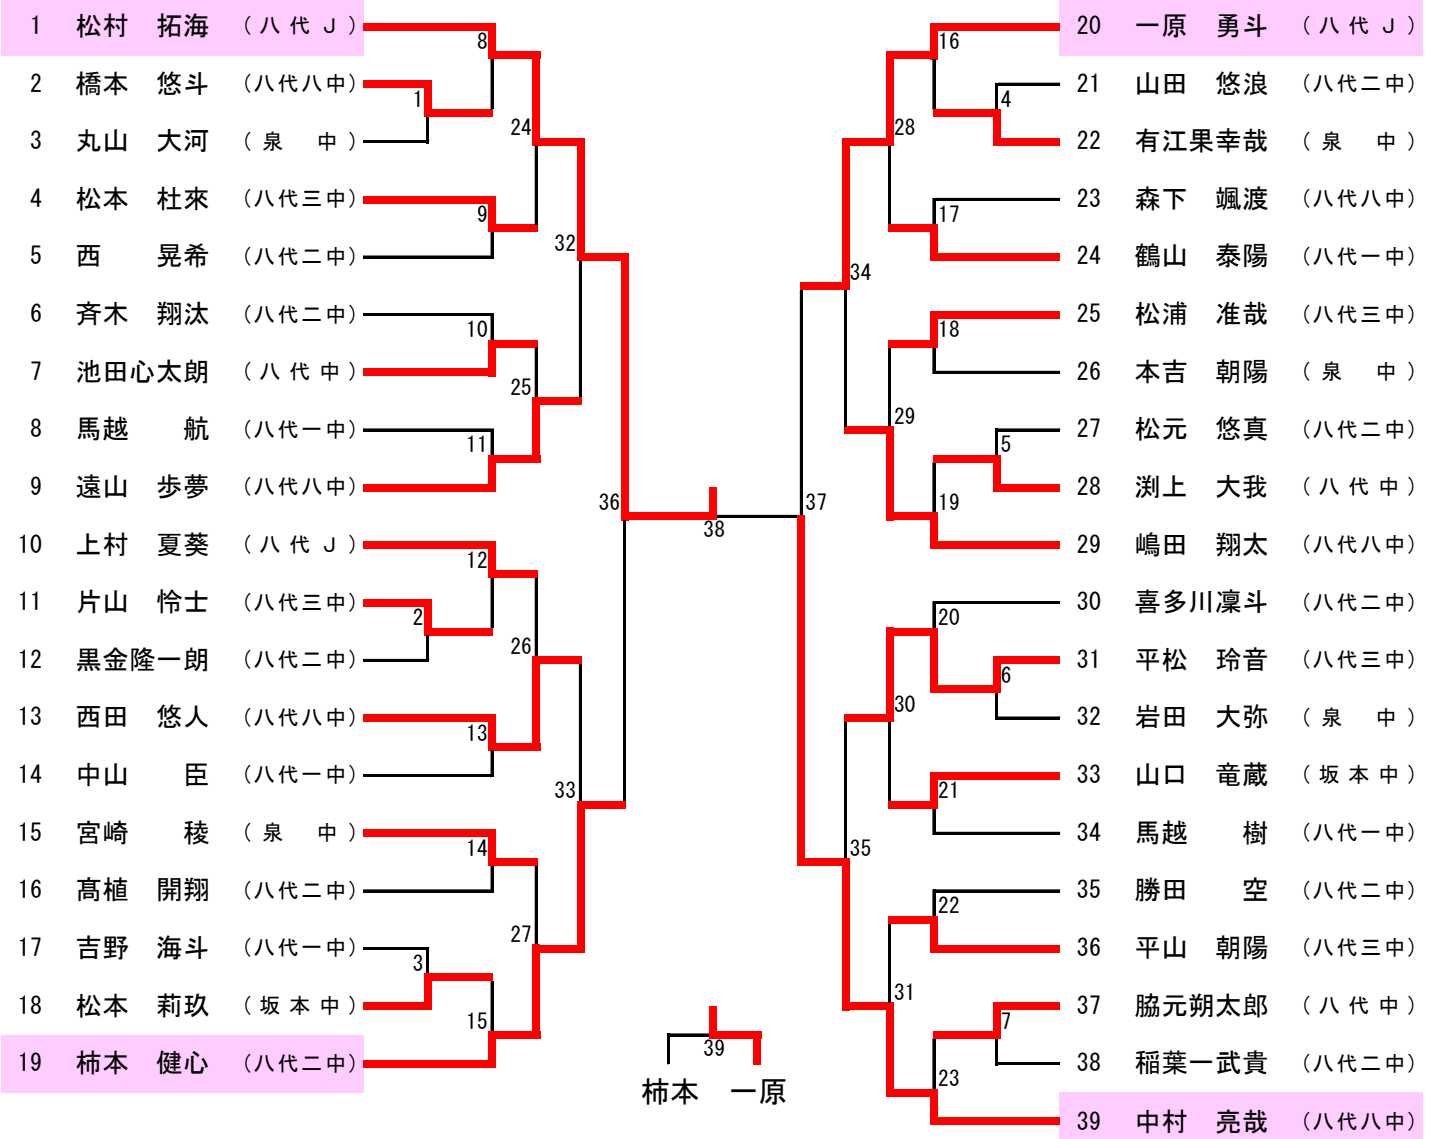 1 松村 拓海 (八代J)
2 橋本 悠斗 (八代八中)
3 丸山 大河 (泉 中)
4 松本 杜來 (八代三中)
5 西 晃希 (八代二中)
6 斉木 翔汰 (八代二中)
7 池田心太朗 (八代中)
8 馬越 航 (八代一中)
9 遠山 歩夢 (八代八中)
10 上村 夏葵 (八代J)
11 片山 怜士 (八代三中)
12 黒金隆一朗 (八代二中)
13 西田 悠人 (八代八中)
14 中山 臣 (八代一中)
15 宮崎 稜 (泉 中)
16 髙植 開翔 (八代二中)
17 吉野 海斗 (八代一中)
18 松本 莉玖 (坂本中)
19 柿本 健心 (八代二中)
8
1
24
9
32
10
25
11
36
12
2
26
13
33
14
27
3
15
38
39
柿本 一原
16
4
28
17
34
18
29
5
19
37
20
6
30
21
35
22
31
7
23
20 一原 勇斗 (八代J)
21 山田 悠浪 (八代二中)
22 有江果幸哉 (泉 中)
23 森下 颯渡 (八代八中)
24 鶴山 泰陽 (八代一中)
25 松浦 准哉 (八代三中)
26 本吉 朝陽 (泉 中)
27 松元 悠真 (八代二中)
28 渕上 大我 (八代中)
29 嶋田 翔太 (八代八中)
30 喜多川凜斗 (八代二中)
31 平松 玲音 (八代三中)
32 岩田 大弥 (泉 中)
33 山口 竜蔵 (坂本中)
34 馬越 樹 (八代一中)
35 勝田 空 (八代二中)
36 平山 朝陽 (八代三中)
37 脇元朔太郎 (八代中)
38 稲葉一武貴 (八代二中)
39 中村 亮哉 (八代八中)